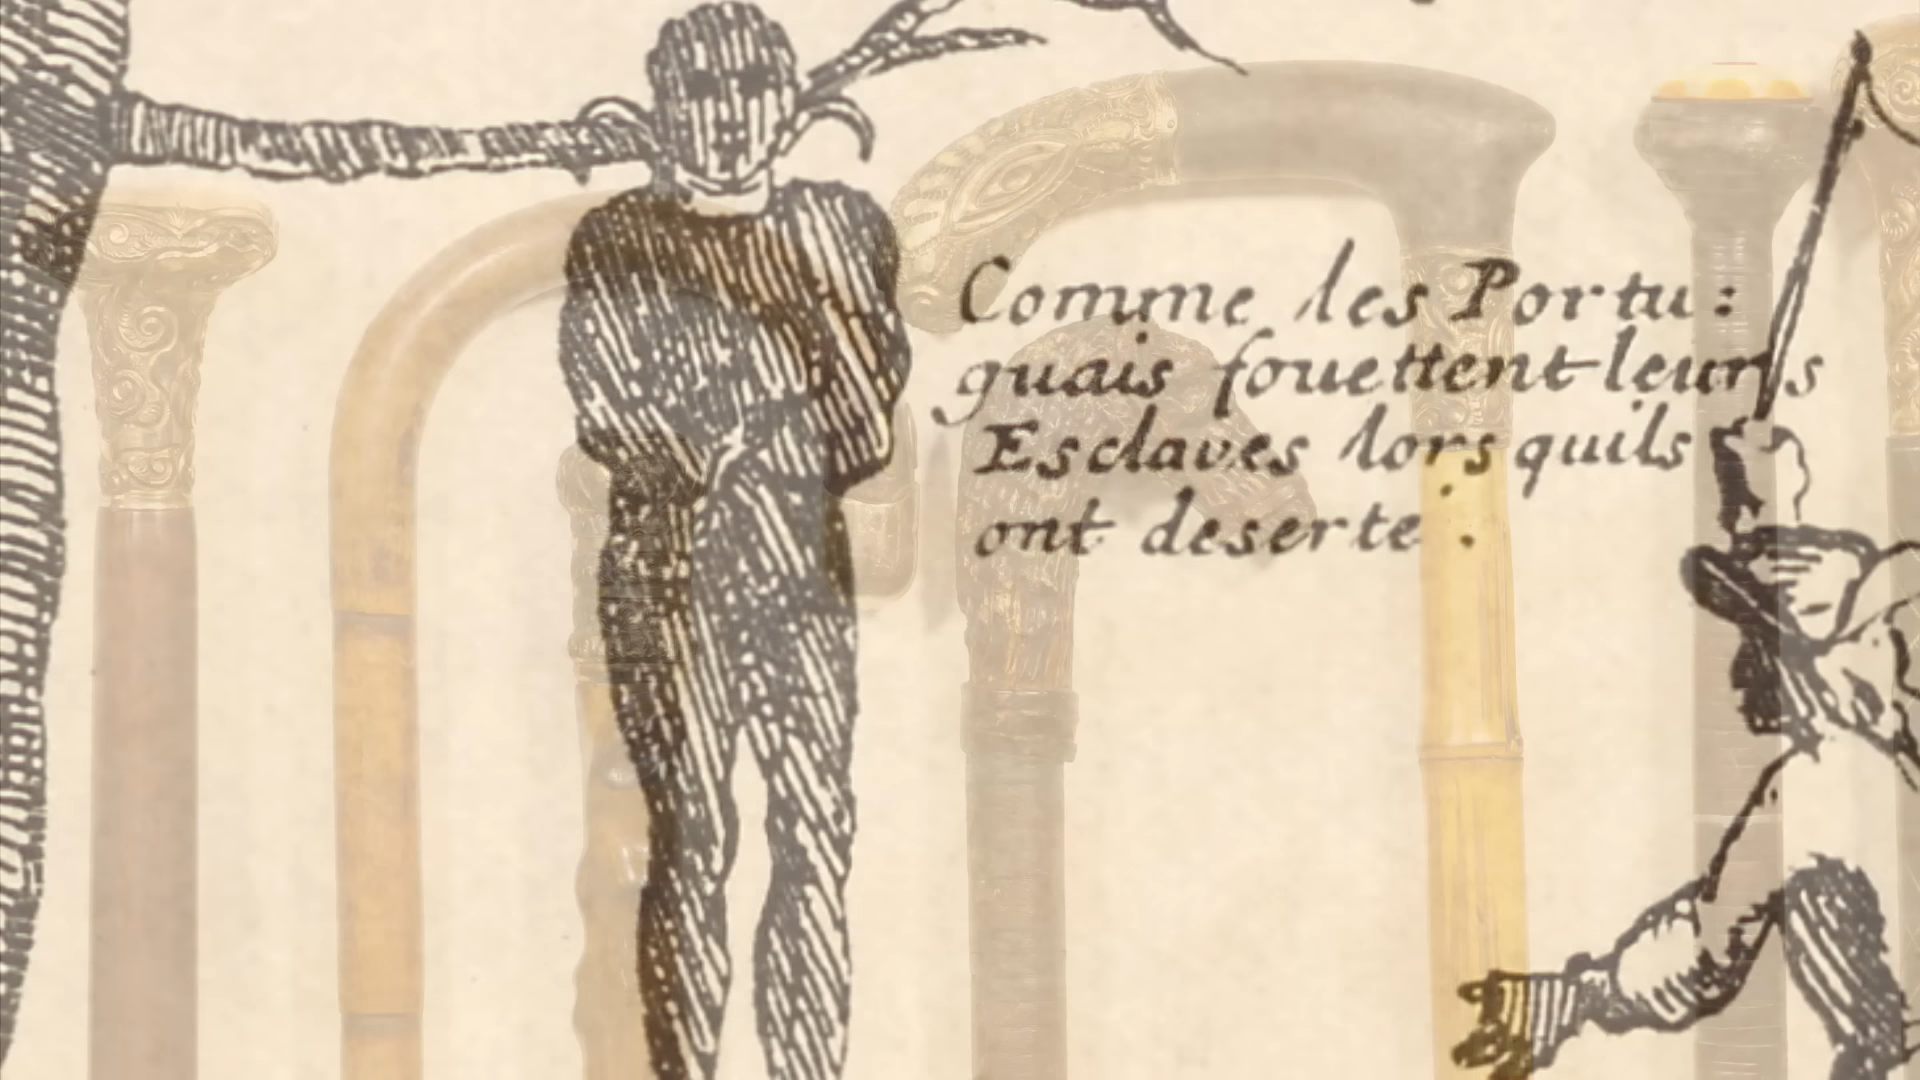 Comme les Portu:
guais fouettent leurs
Esclaves lors quils
ont deserte.